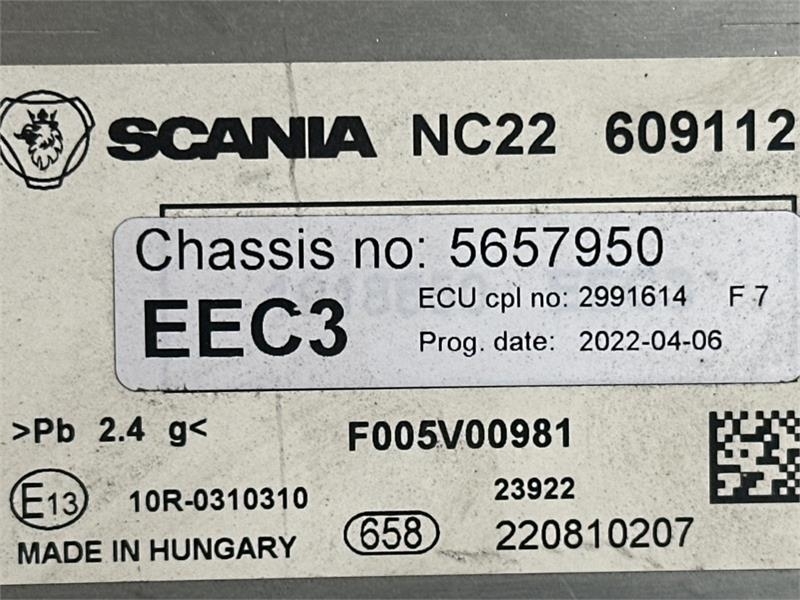 SCANIA NC22 609112
Chassis no: 5657950
EEC3
ECU cpl no: 2991614 F 7
Prog. date: 2022-04-06
>Pb 2.4 g<
F005V00981
E13 10R-0310310
23922
MADE IN HUNGARY
658 220810207